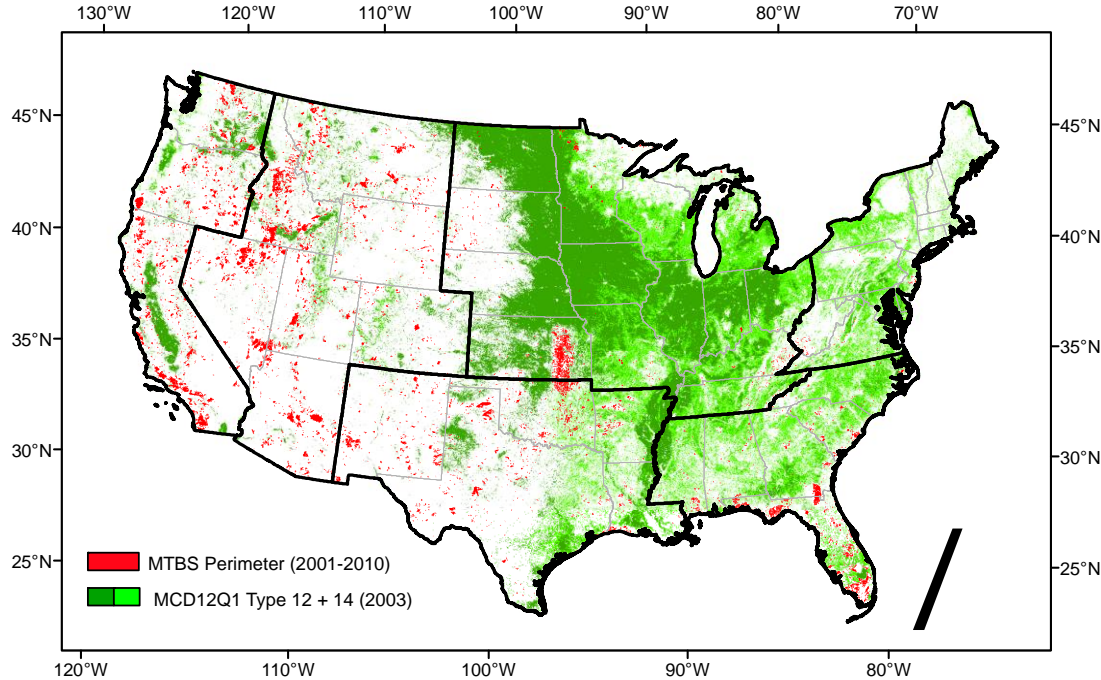 130°W 120°W 110°W 100°W 90°W 80°W 70°W
45°N 45°N
40°N 40°N
35°N 35°N
30°N 30°N
25°N 25°N
MTBS Perimeter (2001-2010)
MCD12Q1 Type 12 + 14 (2003)
120°W 110°W 100°W 90°W 80°W